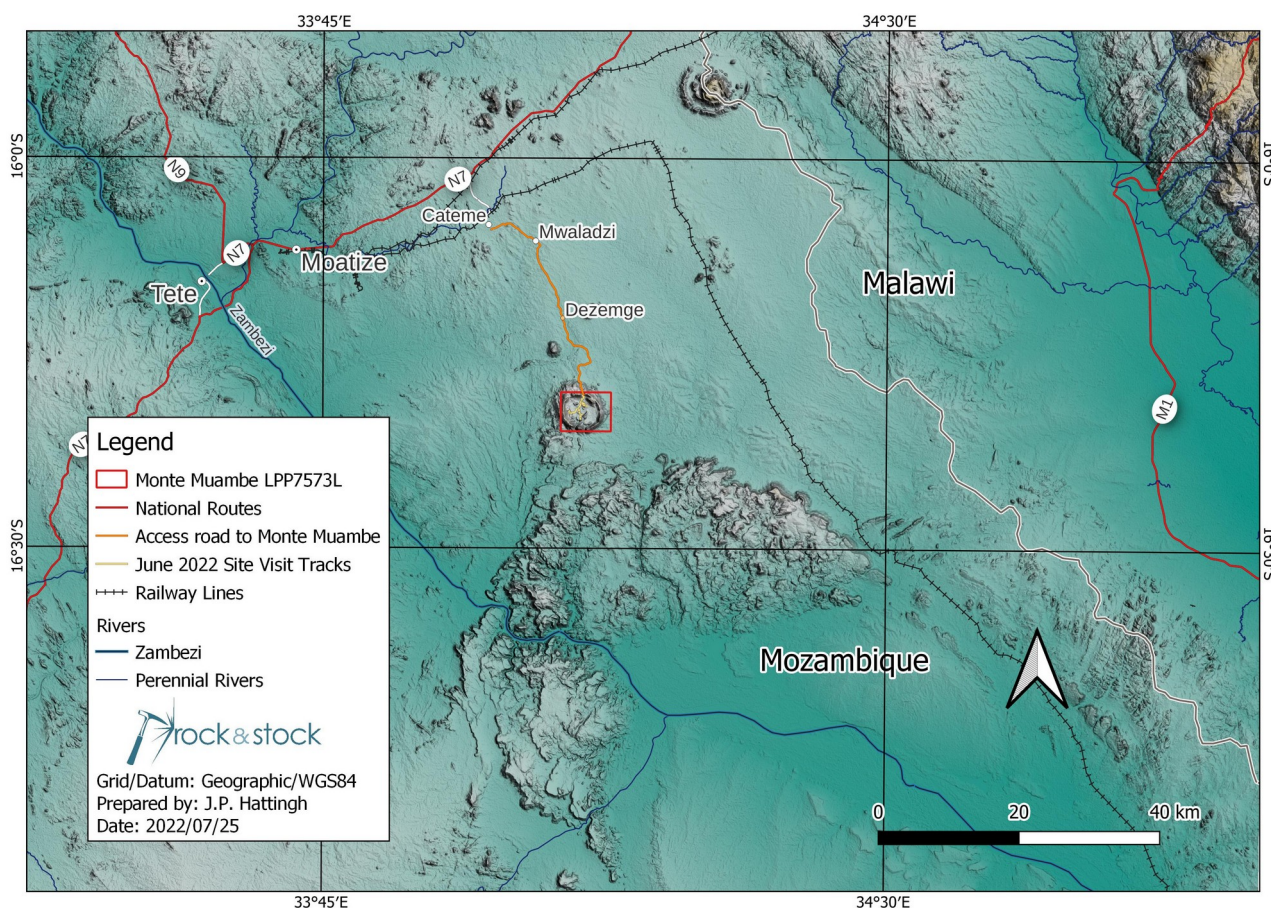 33°45'E
34°30'E
16°0'S
16°0'S
N9
N7
N7
Cateme
Mwaladzi
Moatize
Tete
Zambezi
Dezemge
Malawi
M1
N7
Legend
Monte Muambe LPP7573L
National Routes
Access road to Monte Muambe
June 2022 Site Visit Tracks
Railway Lines
Rivers
Zambezi
Perennial Rivers
rock&stock
Grid/Datum: Geographic/WGS84
Prepared by: J.P. Hattingh
Date: 2022/07/25
16°30'S
16°30'S
Mozambique
0 20 40 km
33°45'E
34°30'E